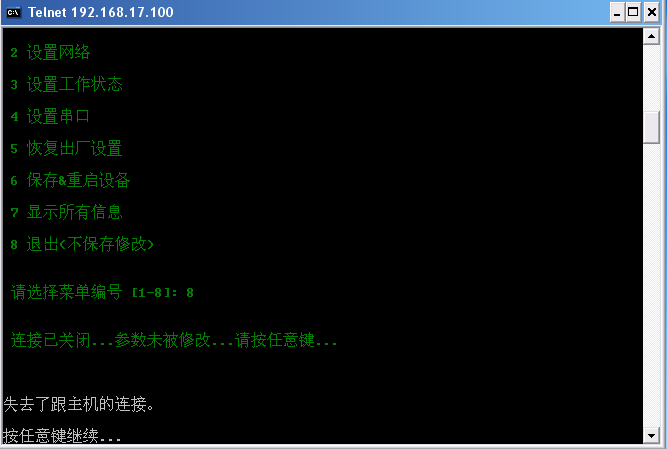 Telnet 192.168.17.100
2 设置网络
3 设置工作状态
4 设置串口
5 恢复出厂设置
6 保存&重启设备
7 显示所有信息
8 退出<不保存修改>
请选择菜单编号 [1-8]: 8
连接已关闭...参数未被修改...请按任意键...
失去了跟主机的连接。
按任意键继续...